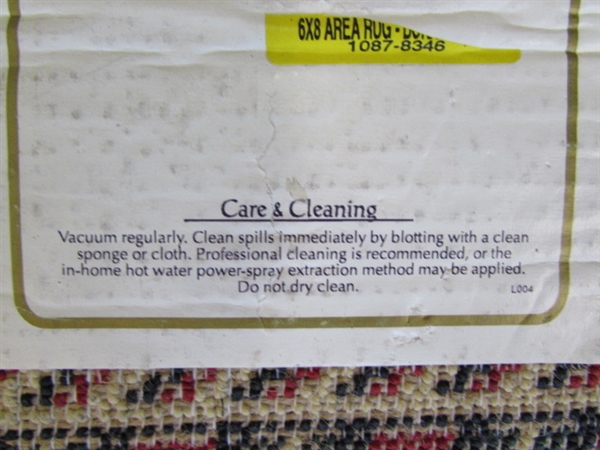 6X8 AREA RUG -
1087-8346
Care & Cleaning
Vacuum regularly. Clean spills immediately by blotting with a clean
sponge or cloth. Professional cleaning is recommended, or the
in-home hot water power-spray extraction method may be applied.
Do not dry clean.
L004